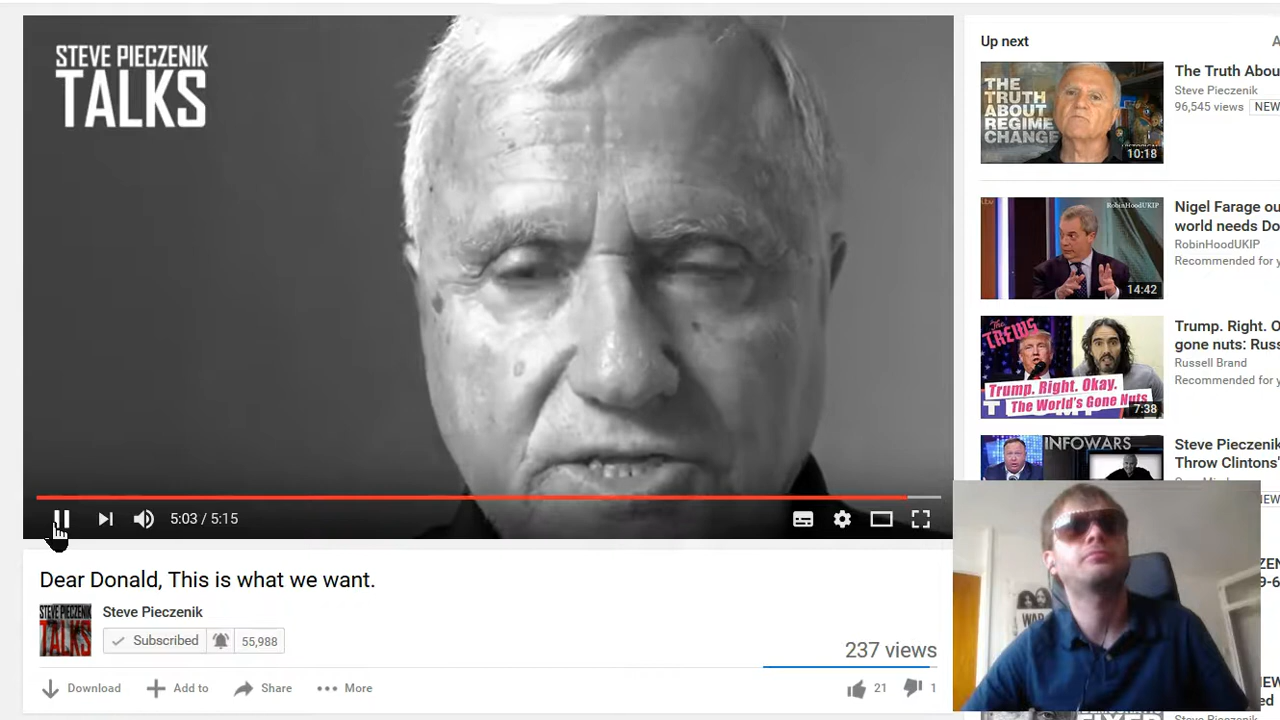 STEVE PIECZENIK
TALKS
5:03 / 5:15
Dear Donald, This is what we want.
STEVE PIECZENIK
TALKS
Steve Pieczenik
Subscribed
55,988
237 views
Download
Add to
Share
More
21
1
Up next
A
THE
TRUTH
ABOUT
REGIME
CHANGE
10:18
The Truth Abou
Steve Pieczenik
96,545 views
NEW
itv
RobinHoodUKIP
14:42
Nigel Farage ou
world needs Do
RobinHoodUKIP
Recommended for y
The
TREWS
Trump. Right. Okay.
The World's Gone Nuts
7:38
Trump. Right. O
gone nuts: Russ
Russell Brand
Recommended for y
INFOWARS
Steve Pieczenik
Throw Clintons'
WAR
Steve Pieczenik